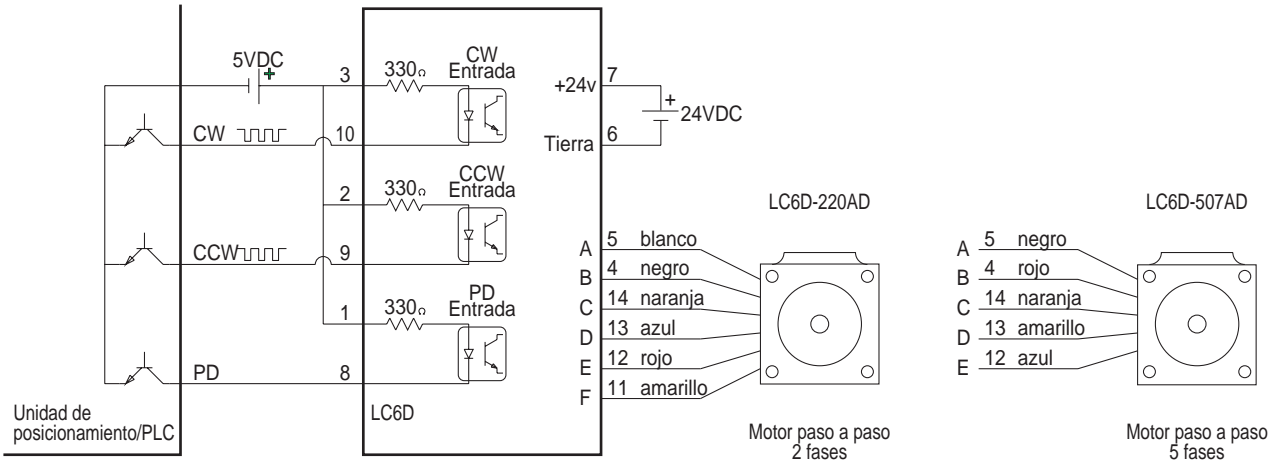 5VDC
+
3
330Ω
CW
Entrada
+24v
7
+
24VDC
CW
10
Tierra
6
2
330Ω
CCW
Entrada
CCW
9
1
330Ω
PD
Entrada
PD
8
Unidad de
posicionamiento/PLC
LC6D
LC6D-220AD
A 5 blanco
B 4 negro
C 14 naranja
D 13 azul
E 12 rojo
F 11 amarillo
Motor paso a paso
2 fases
LC6D-507AD
A 5 negro
B 4 rojo
C 14 naranja
D 13 amarillo
E 12 azul
Motor paso a paso
5 fases